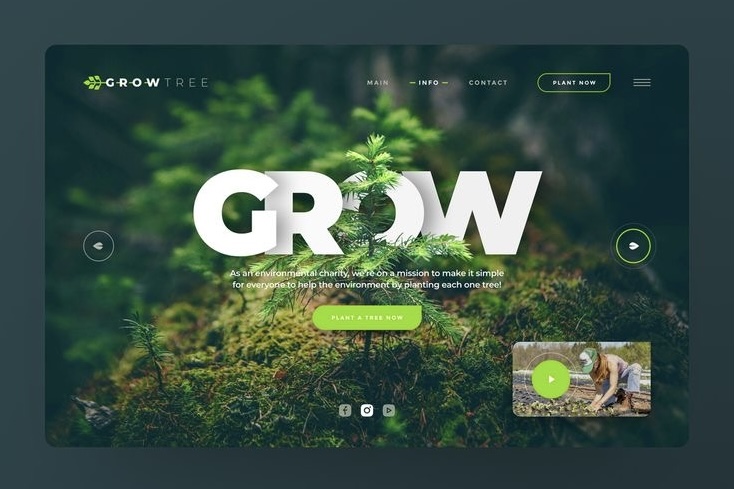 GROWTREE
MAIN
INFO
CONTACT
PLANT NOW
GROW
As an environmental charity, we're on a mission to make it simple
for everyone to help the environment by planting each one tree!
PLANT A TREE NOW